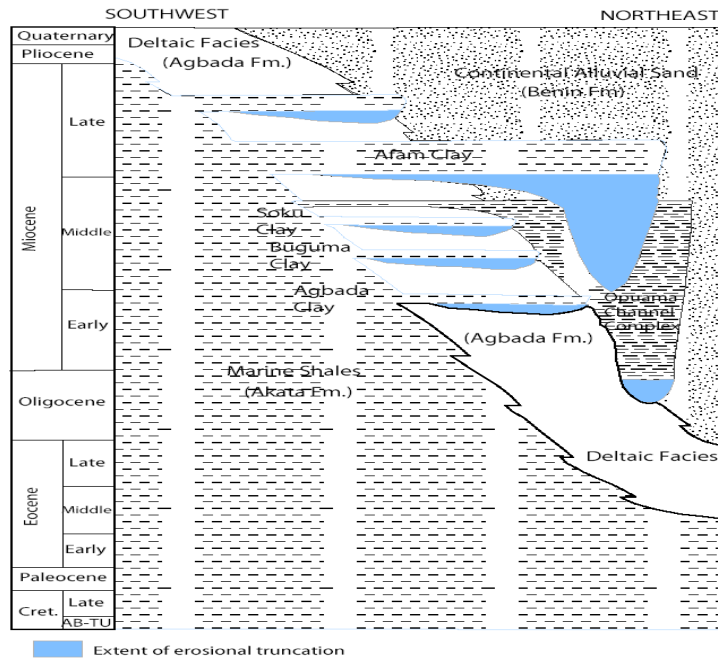 SOUTHWEST
NORTHEAST
Quaternary
Pliocene
Miocene
Late
Middle
Early
Oligocene
Eocene
Late
Middle
Early
Paleocene
Cret.
Late
AB-TU
Deltaic Facies
(Agbada Fm.)
Continental Alluvial Sand
(Benin Fm)
Afam Clay
Soku
Clay
Buguma
Clay
Agbada
Clay
Opuama
Channel
Complex
(Agbada Fm.)
Marine Shales
(Akata Fm.)
Deltaic Facies
Extent of erosional truncation